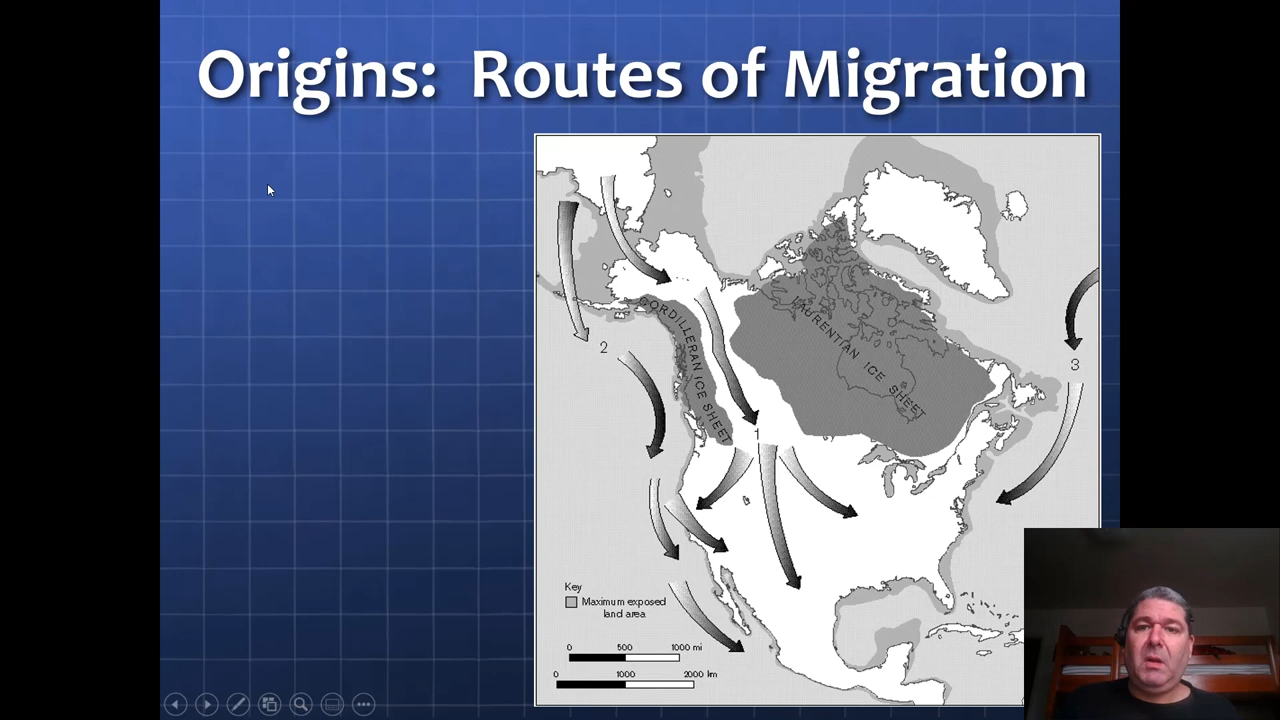 Origins: Routes of Migration
CORDILLERAN ICE SHEET
LAURENTIAN ICE SHEET
2
3
1
Key
Maximum exposed
land area
0 500 1000 mi
0 1000 2000 km